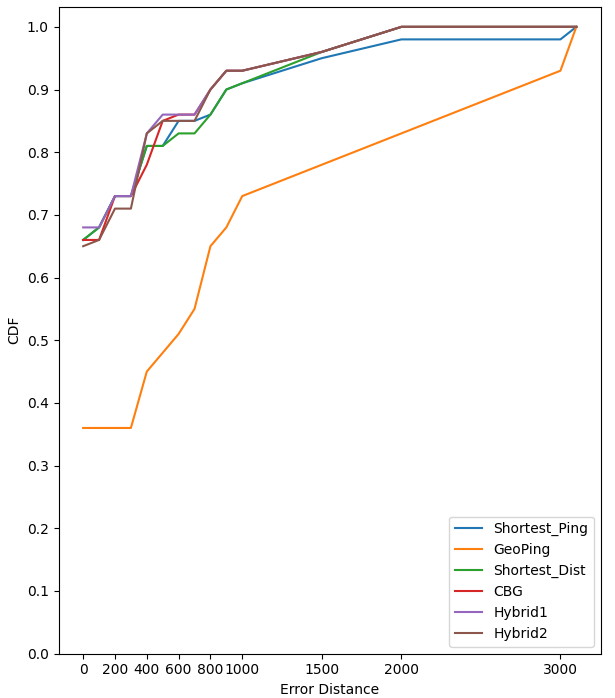 1.0
0.9
0.8
0.7
0.6
0.5
0.4
0.3
0.2
0.1
0.0
CDF
Shortest_Ping
GeoPing
Shortest_Dist
CBG
Hybrid1
Hybrid2
0 200 400 600 800 1000 1500 2000 3000
Error Distance